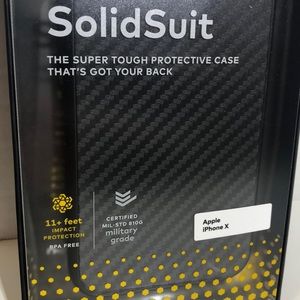 SolidSuit
THE SUPER TOUGH PROTECTIVE CASE
THAT'S GOT YOUR BACK
11+ feet
IMPACT
PROTECTION
BPA FREE
CERTIFIED
MIL-STD 810G
military
grade
Apple
iPhone X